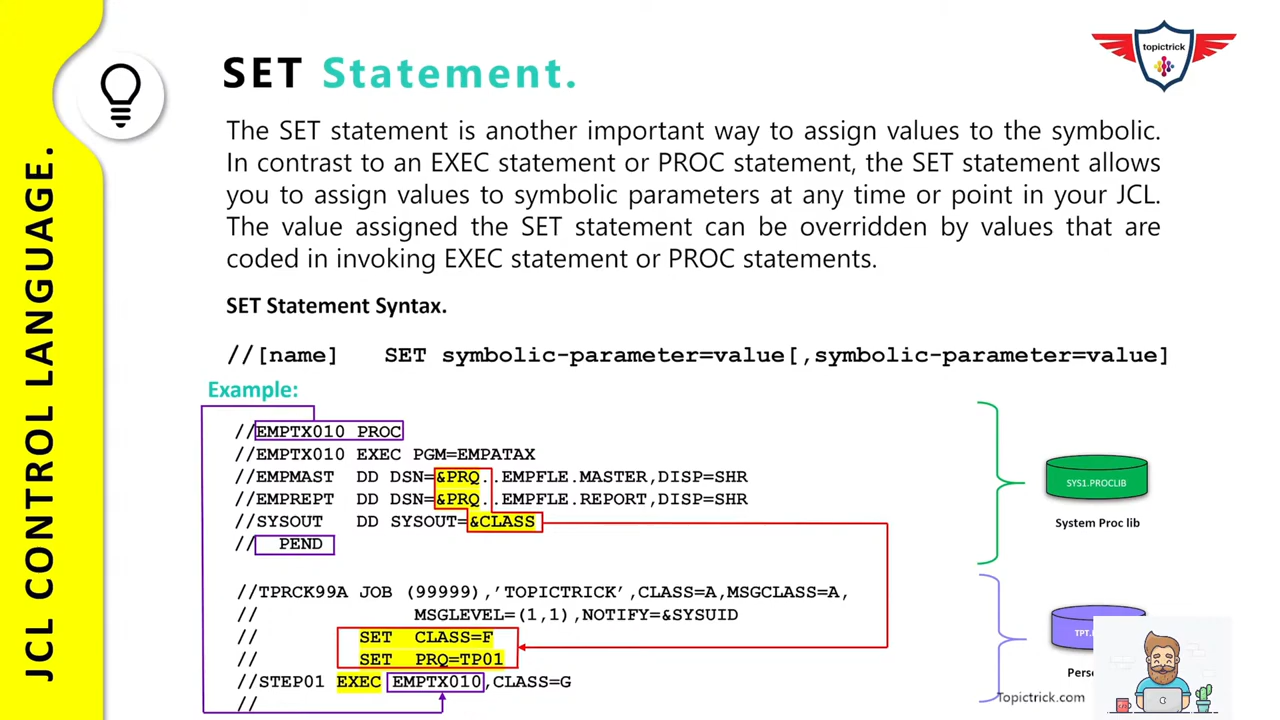 JCL CONTROL LANGUAGE.
topictrick
SET Statement.
The SET statement is another important way to assign values to the symbolic.
In contrast to an EXEC statement or PROC statement, the SET statement allows
you to assign values to symbolic parameters at any time or point in your JCL.
The value assigned the SET statement can be overridden by values that are
coded in invoking EXEC statement or PROC statements.
SET Statement Syntax.
//[name] SET symbolic-parameter=value[,symbolic-parameter=value]
Example:
//EMPTX010 PROC
//EMPTX010 EXEC PGM=EMPATAX
//EMPMAST DD DSN=&PRQ..EMPFLE.MASTER,DISP=SHR
//EMPREPT DD DSN=&PRQ..EMPFLE.REPORT,DISP=SHR
//SYSOUT DD SYSOUT=&CLASS
// PEND
SYS1.PROCLIB
System Proc lib
//TPRCK99A JOB (99999),'TOPICTRICK',CLASS=A,MSGCLASS=A,
// MSGLEVEL=(1,1),NOTIFY=&SYSUID
// SET CLASS=F
// SET PRQ=TP01
//STEP01 EXEC EMPTX010,CLASS=G
//
Topictrick.com